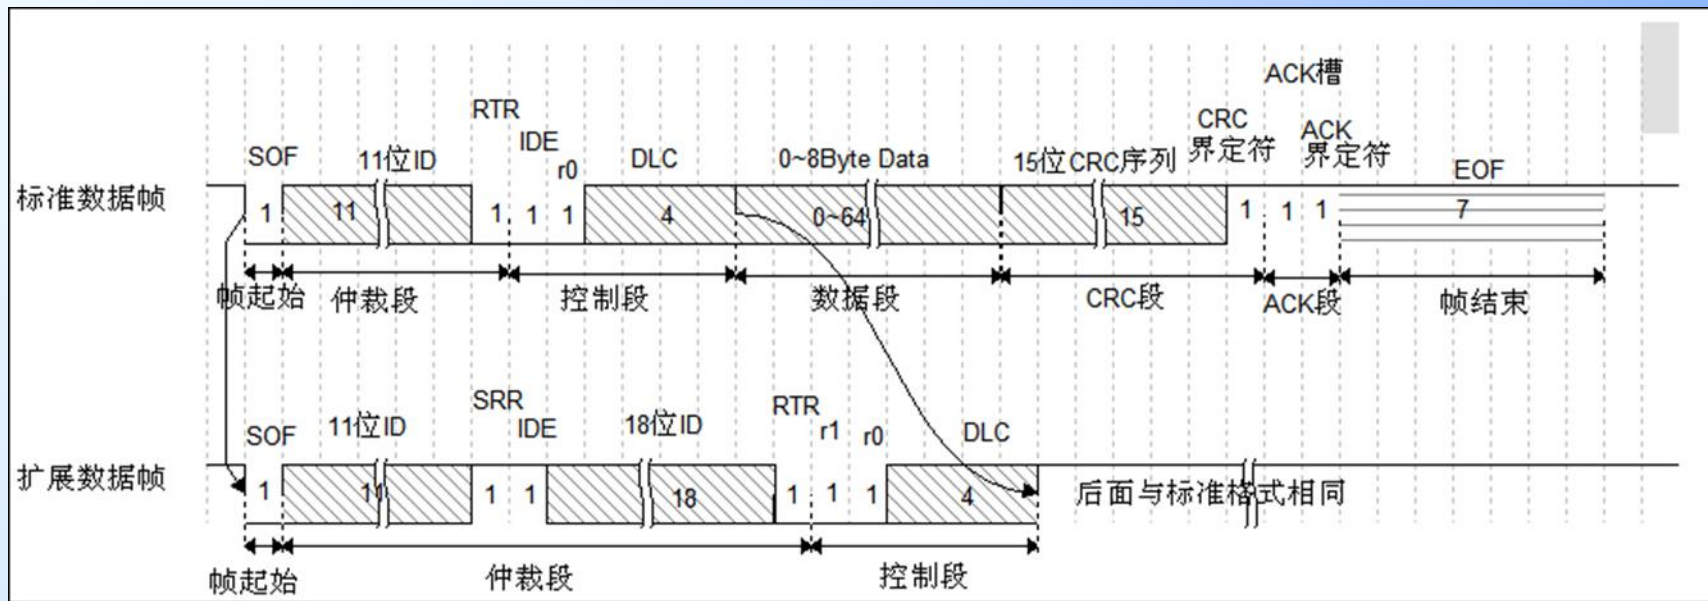 ACK槽
RTR
CRC
界定符
ACK
界定符
IDE
SOF
11位ID
r0
DLC
0~8Byte Data
15位CRC序列
EOF
标准数据帧
1
11
1
1
1
4
0~64
15
1
1
1
7
帧起始
仲裁段
控制段
数据段
CRC段
ACK段
帧结束
SRR
RTR
SOF
11位ID
IDE
18位ID
r1
r0
DLC
扩展数据帧
1
11
1
1
18
1
1
1
4
后面与标准格式相同
帧起始
仲裁段
控制段